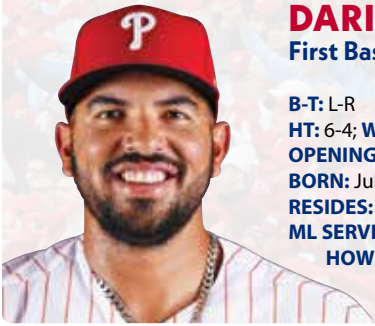 P
DARI
First Bas
B-T: L-R
HT: 6-4; W
OPENING
BORN: Ju
RESIDES:
ML SERVI
HOW